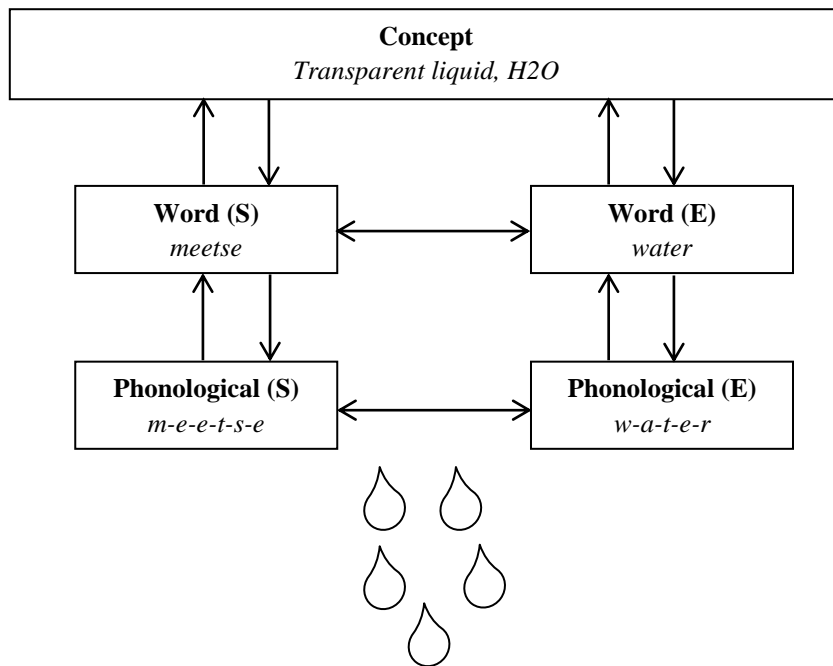 Concept
Transparent liquid, H2O
Word (S)
meetse
Word (E)
water
Phonological (S)
m-e-e-t-s-e
Phonological (E)
w-a-t-e-r